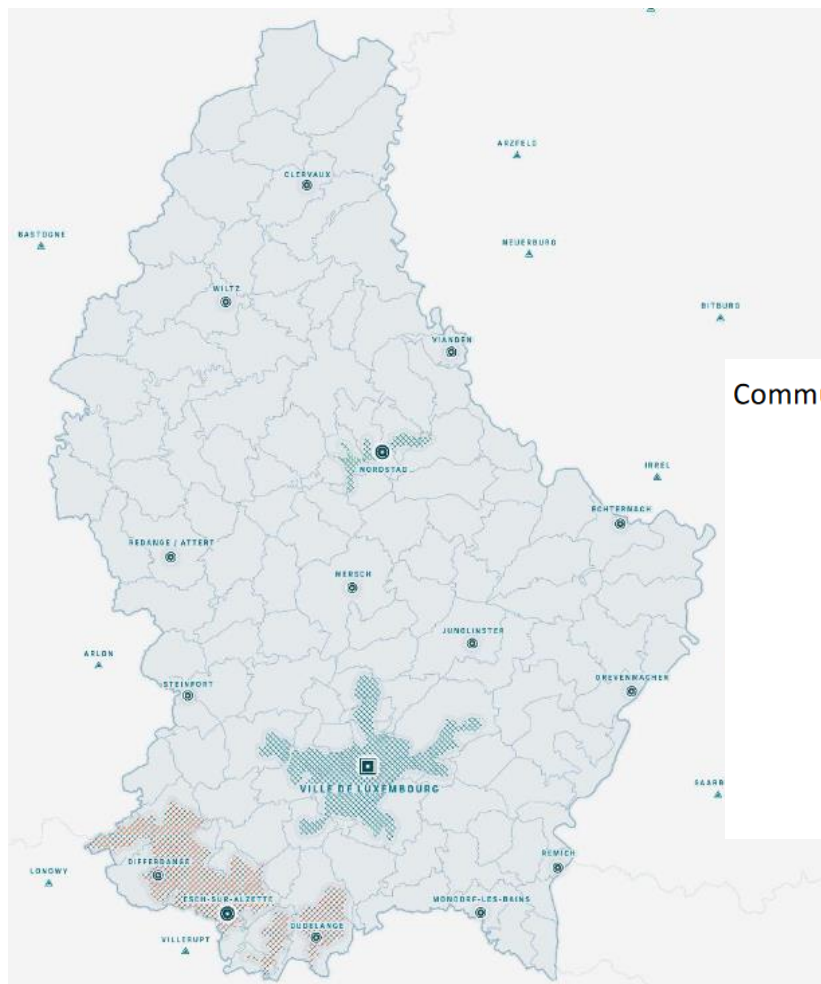 ARZFELD
CLERVAUX
BASTOGNE
NEUERBURG
WILTZ
BITBURG
VIANDEN
Commu
NORDSTAD...
IRREL
ECHTERNACH
REDANGE / ATTERT
MERSCH
JUNGLINSTER
ARLON
STEINFORT
GREVENMACHER
SAARB
VILLE DE LUXEMBOURG
REMICH
DIFFERDANGE
LONGWY
ESCH-SUR-ALZETTE
MONDORF-LES-BAINS
DUDELANGE
VILLERUPT